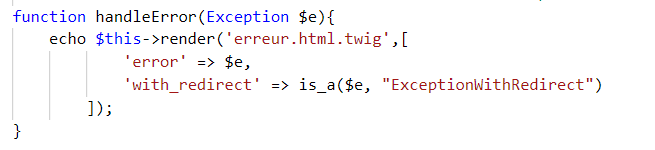 function handleError(Exception $e){
echo $this->render('erreur.html.twig',[
'error' => $e,
'with_redirect' => is_a($e, "ExceptionWithRedirect")
]);
}